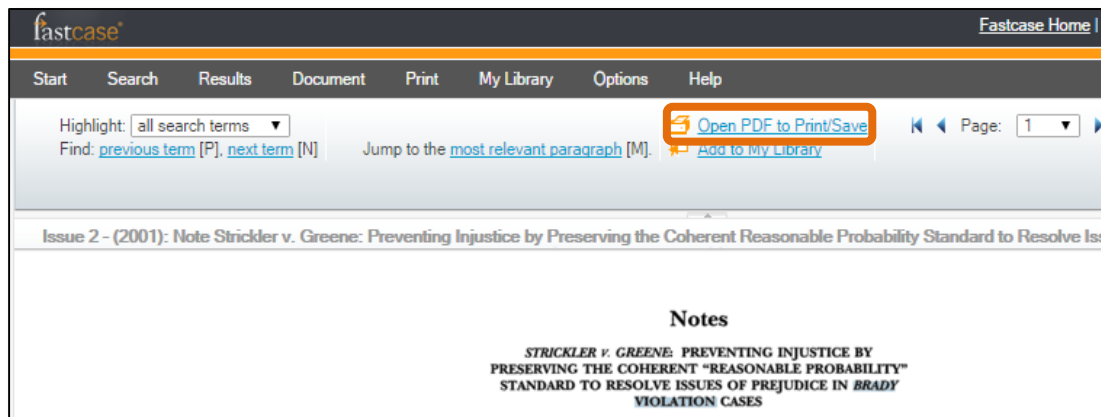 fastcase®
Fastcase Home |
Start Search Results Document Print My Library Options Help
Highlight: all search terms Open PDF to Print/Save Page: 1
Find: previous term [P], next term [N] Jump to the most relevant paragraph [M]. Add to My Library
Issue 2 - (2001): Note Strickler v. Greene: Preventing Injustice by Preserving the Coherent Reasonable Probability Standard to Resolve Iss
Notes
STRICKLER V. GREENE: PREVENTING INJUSTICE BY
PRESERVING THE COHERENT “REASONABLE PROBABILITY”
STANDARD TO RESOLVE ISSUES OF PREJUDICE IN BRADY
VIOLATION CASES